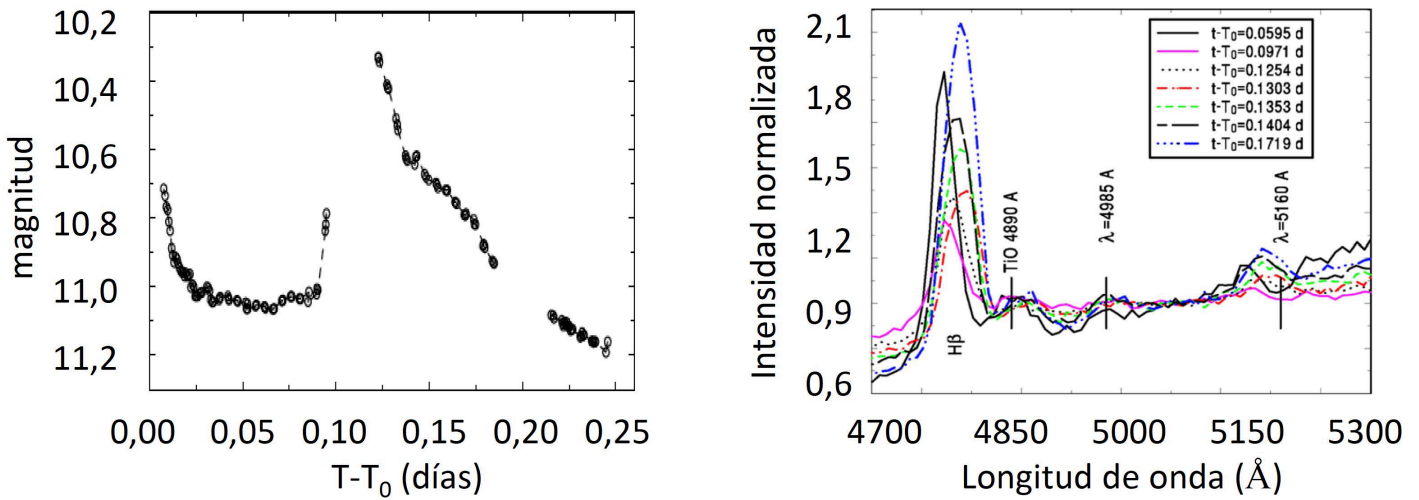 10,2
10,4
10,6
10,8
11,0
11,2
magnitud
0,00 0,05 0,10 0,15 0,20 0,25
T-T₀ (días)
2,1
1,8
1,5
1,2
0,9
0,6
Intensidad normalizada
t-T₀=0.0595 d
t-T₀=0.0971 d
t-T₀=0.1254 d
t-T₀=0.1303 d
t-T₀=0.1353 d
t-T₀=0.1404 d
t-T₀=0.1719 d
Hβ
TiO 4890 A
λ=4985 A
λ=5160 A
4700 4850 5000 5150 5300
Longitud de onda (Å)